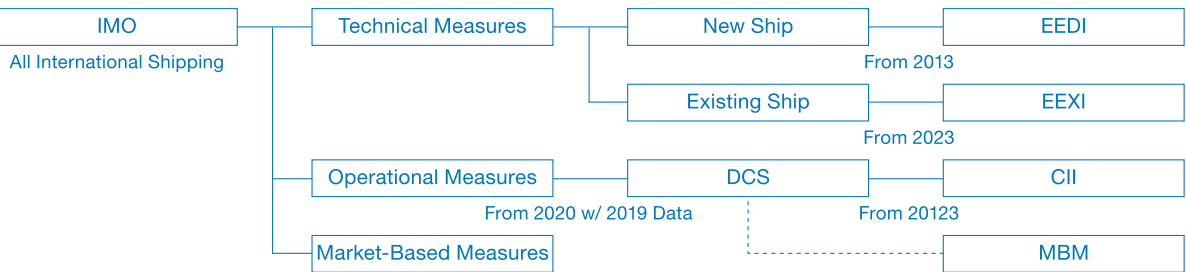 IMO
Technical Measures
New Ship
EEDI
All International Shipping
From 2013
Existing Ship
EEXI
From 2023
Operational Measures
DCS
CII
From 2020 w/ 2019 Data
From 20123
Market-Based Measures
MBM